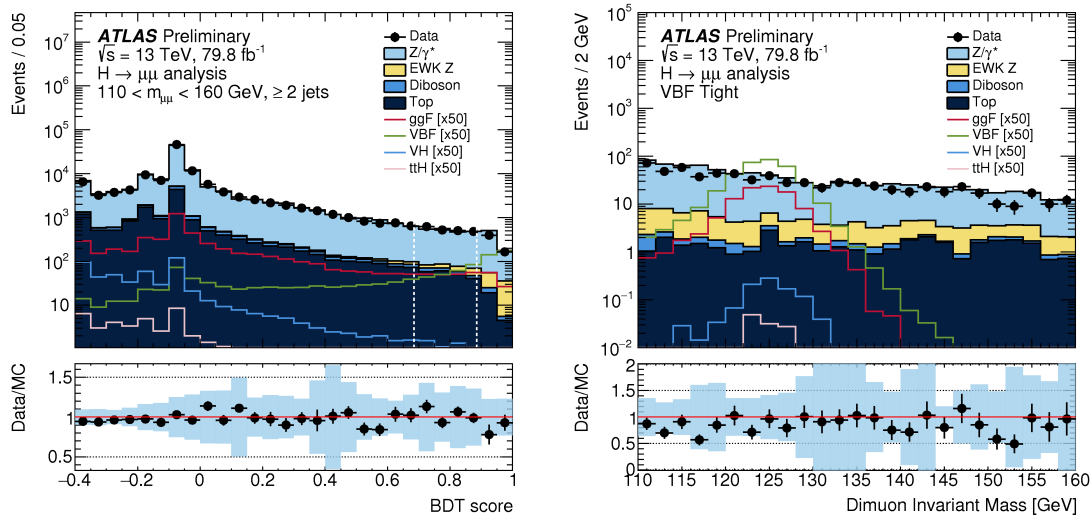 Events / 0.05
10⁷
10⁶
10⁵
10⁴
10³
10²
10
ATLAS Preliminary
√s = 13 TeV, 79.8 fb⁻¹
H → μμ analysis
110 < mμμ < 160 GeV, ≥ 2 jets
Data
Z/γ*
EWK Z
Diboson
Top
ggF [x50]
VBF [x50]
VH [x50]
ttH [x50]
Data/MC
1.5
1
0.5
−0.4 −0.2 0 0.2 0.4 0.6 0.8 1
BDT score
Events / 2 GeV
10⁵
10⁴
10³
10²
10
1
10⁻¹
10⁻²
ATLAS Preliminary
√s = 13 TeV, 79.8 fb⁻¹
H → μμ analysis
VBF Tight
Data
Z/γ*
EWK Z
Diboson
Top
ggF [x50]
VBF [x50]
VH [x50]
ttH [x50]
Data/MC
2
1.5
1
0.5
0
110 115 120 125 130 135 140 145 150 155 160
Dimuon Invariant Mass [GeV]